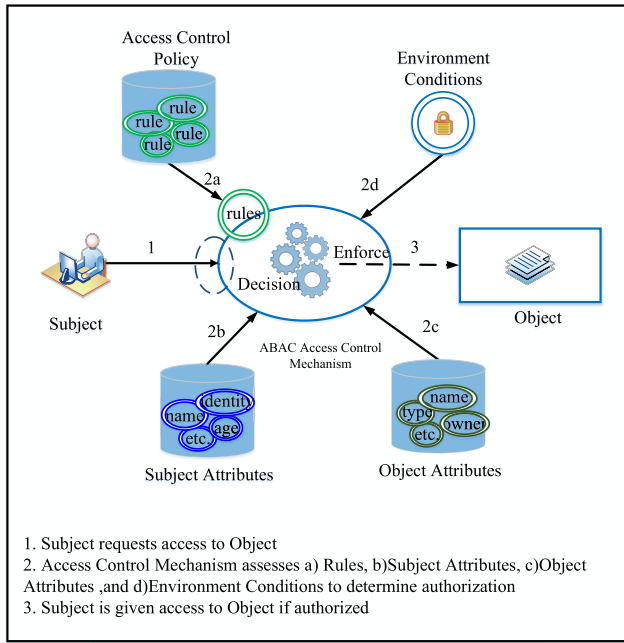 Access Control
Policy
rule
rule
rule
rule
Environment
Conditions
2a
2d
rules
1
Enforce
3
Decision
Subject
Object
2b
2c
ABAC Access Control
Mechanism
identity
name
age
etc.
name
type
owner
etc.
Subject Attributes
Object Attributes
1. Subject requests access to Object
2. Access Control Mechanism assesses a) Rules, b)Subject Attributes, c)Object
Attributes ,and d)Environment Conditions to determine authorization
3. Subject is given access to Object if authorized